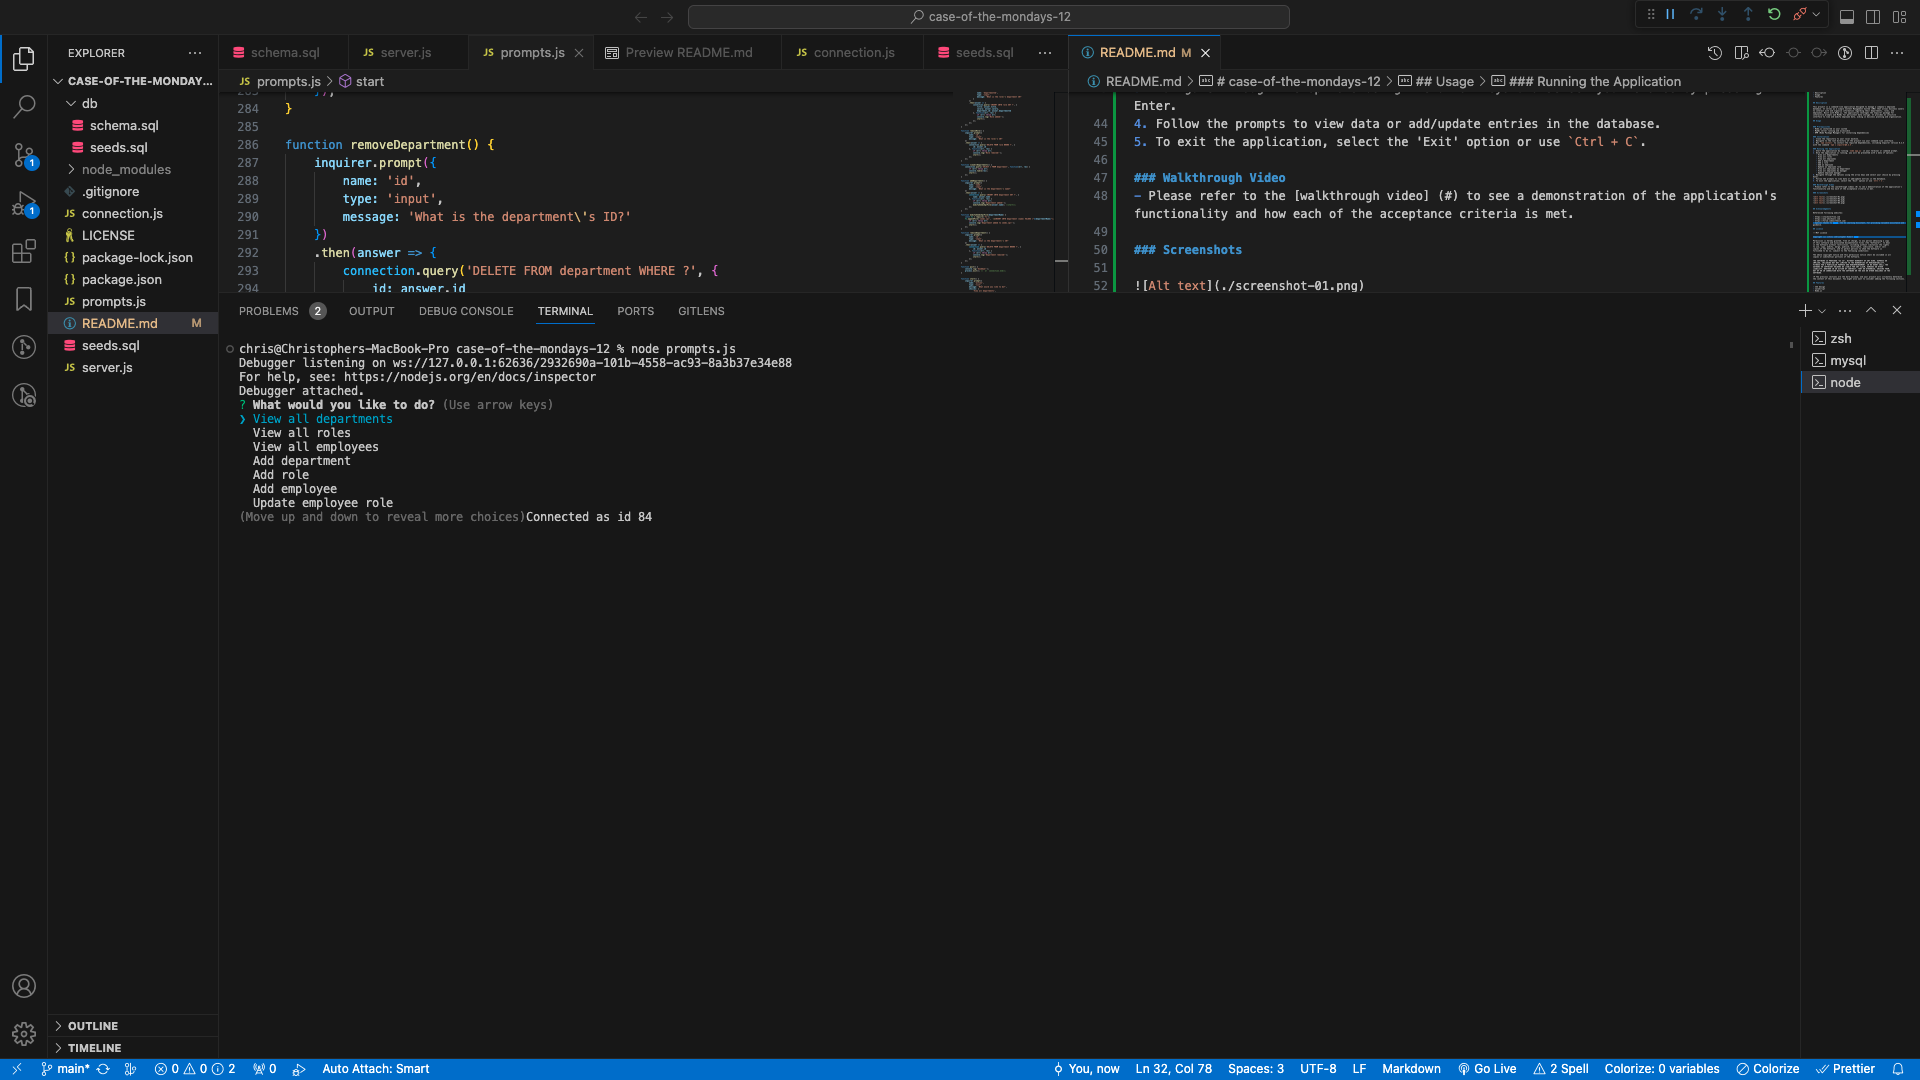 case-of-the-mondays-12
EXPLORER
CASE-OF-THE-MONDAY...
db
schema.sql
seeds.sql
node_modules
.gitignore
connection.js
LICENSE
package-lock.json
package.json
prompts.js
README.md M
seeds.sql
server.js
OUTLINE
TIMELINE
schema.sql
server.js
prompts.js
Preview README.md
connection.js
seeds.sql
prompts.js > start
284 }
285
286 function removeDepartment() {
287 inquirer.prompt({
288 name: 'id',
289 type: 'input',
290 message: 'What is the department\'s ID?'
291 })
292 .then(answer => {
293 connection.query('DELETE FROM department WHERE ?', {
294 id: answer.id
README.md M
README.md > # case-of-the-mondays-12 > ## Usage > ### Running the Application
Enter.
44 4. Follow the prompts to view data or add/update entries in the database.
45 5. To exit the application, select the 'Exit' option or use `Ctrl + C`.
46
47 ### Walkthrough Video
48 - Please refer to the [walkthrough video] (#) to see a demonstration of the application's
functionality and how each of the acceptance criteria is met.
49
50 ### Screenshots
51
52 ![Alt text](./screenshot-01.png)
PROBLEMS 2 OUTPUT DEBUG CONSOLE TERMINAL PORTS GITLENS
chris@Christophers-MacBook-Pro case-of-the-mondays-12 % node prompts.js
Debugger listening on ws://127.0.0.1:62636/2932690a-101b-4558-ac93-8a3b37e34e88
For help, see: https://nodejs.org/en/docs/inspector
Debugger attached.
? What would you like to do? (Use arrow keys)
❯ View all departments
View all roles
View all employees
Add department
Add role
Add employee
Update employee role
(Move up and down to reveal more choices)Connected as id 84
zsh
mysql
node
main* 0 0 2 0 Auto Attach: Smart You, now Ln 32, Col 78 Spaces: 3 UTF-8 LF Markdown Go Live 2 Spell Colorize: 0 variables Colorize Prettier